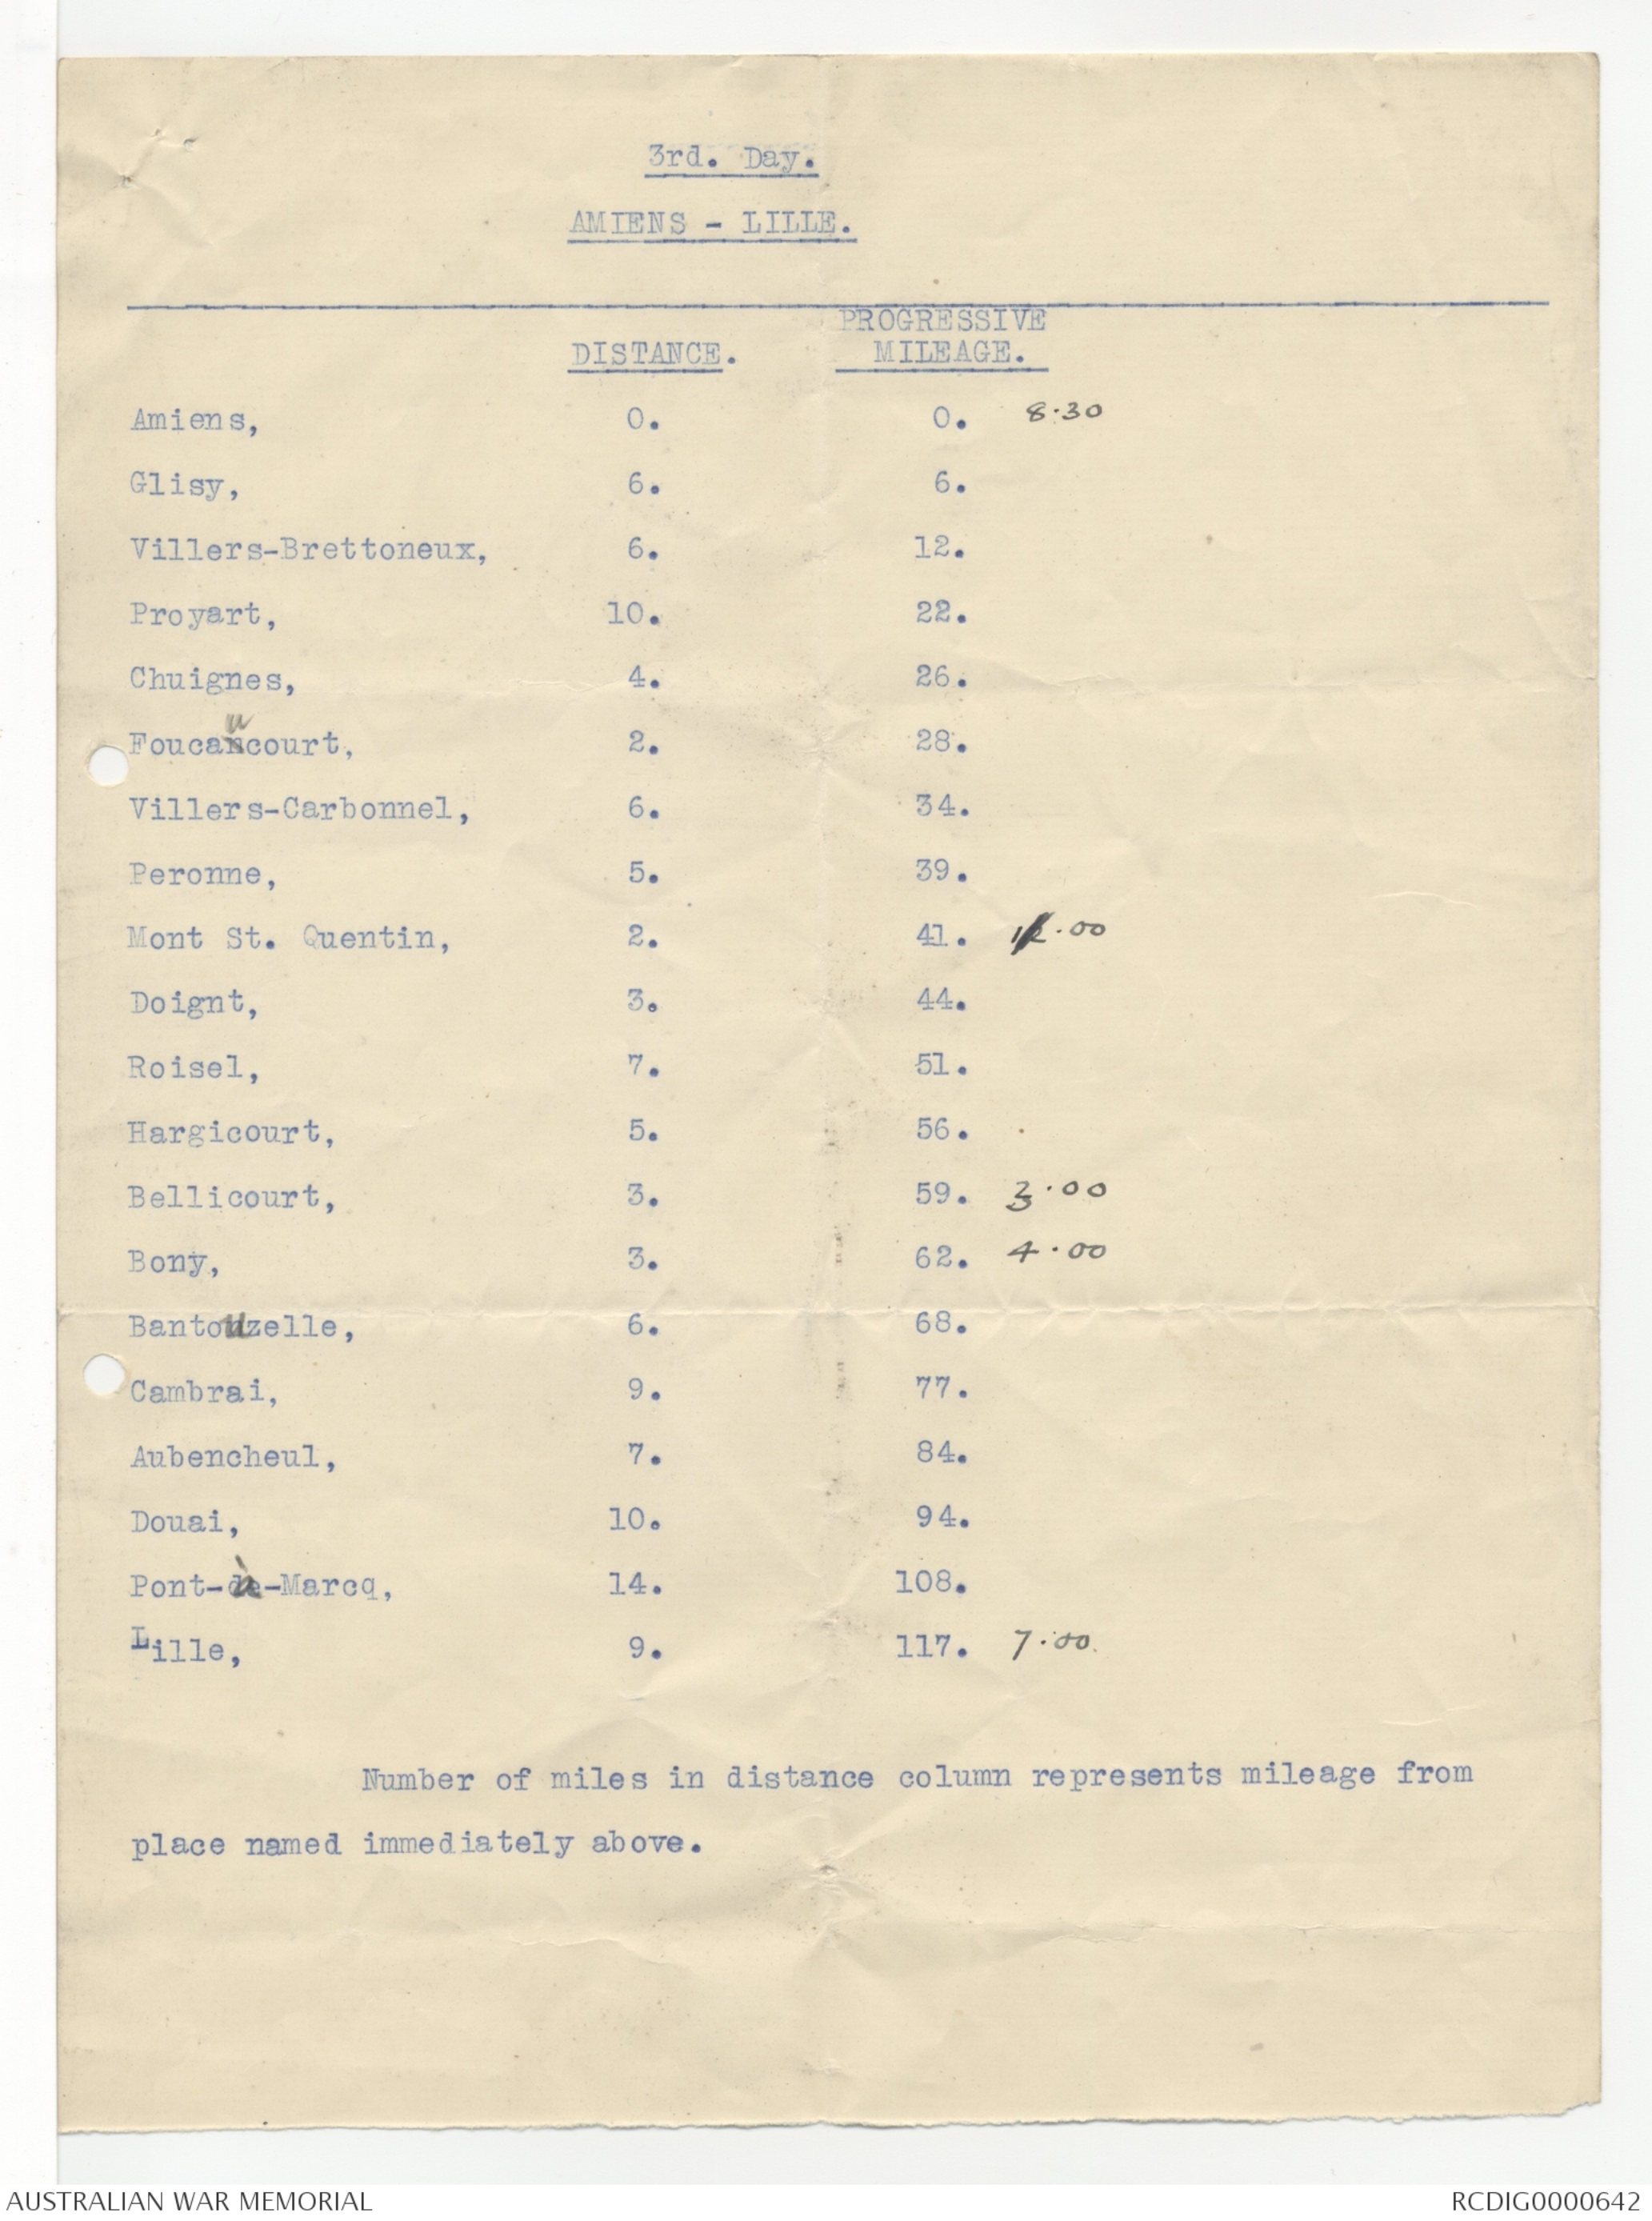 3rd. Day.
AMIENS - LILLE.
PROGRESSIVE
DISTANCE. MILEAGE.
Amiens, 0. 0. 8.30
Glisy, 6. 6.
Villers-Brettoneux, 6. 12.
Proyart, 10. 22.
Chuignes, 4. 26.
Foucaucourt, 2. 28.
Villers-Carbonnel, 6. 34.
Peronne, 5. 39.
Mont St. Quentin, 2. 41.
Doignt, 3. 44.
Roisel, 7. 51.
Hargicourt, 5. 56.
Bellicourt, 3. 59. 3.00
Bony, 3. 62. 4.00
Bantouzelle, 6. 68.
Cambrai, 9. 77.
Aubencheul, 7. 84.
Douai, 10. 94.
Pont-à-Marcq, 14. 108.
Lille, 9. 117. 7.00.
Number of miles in distance column represents mileage from
place named immediately above.
AUSTRALIAN WAR MEMORIAL RCDIG0000642